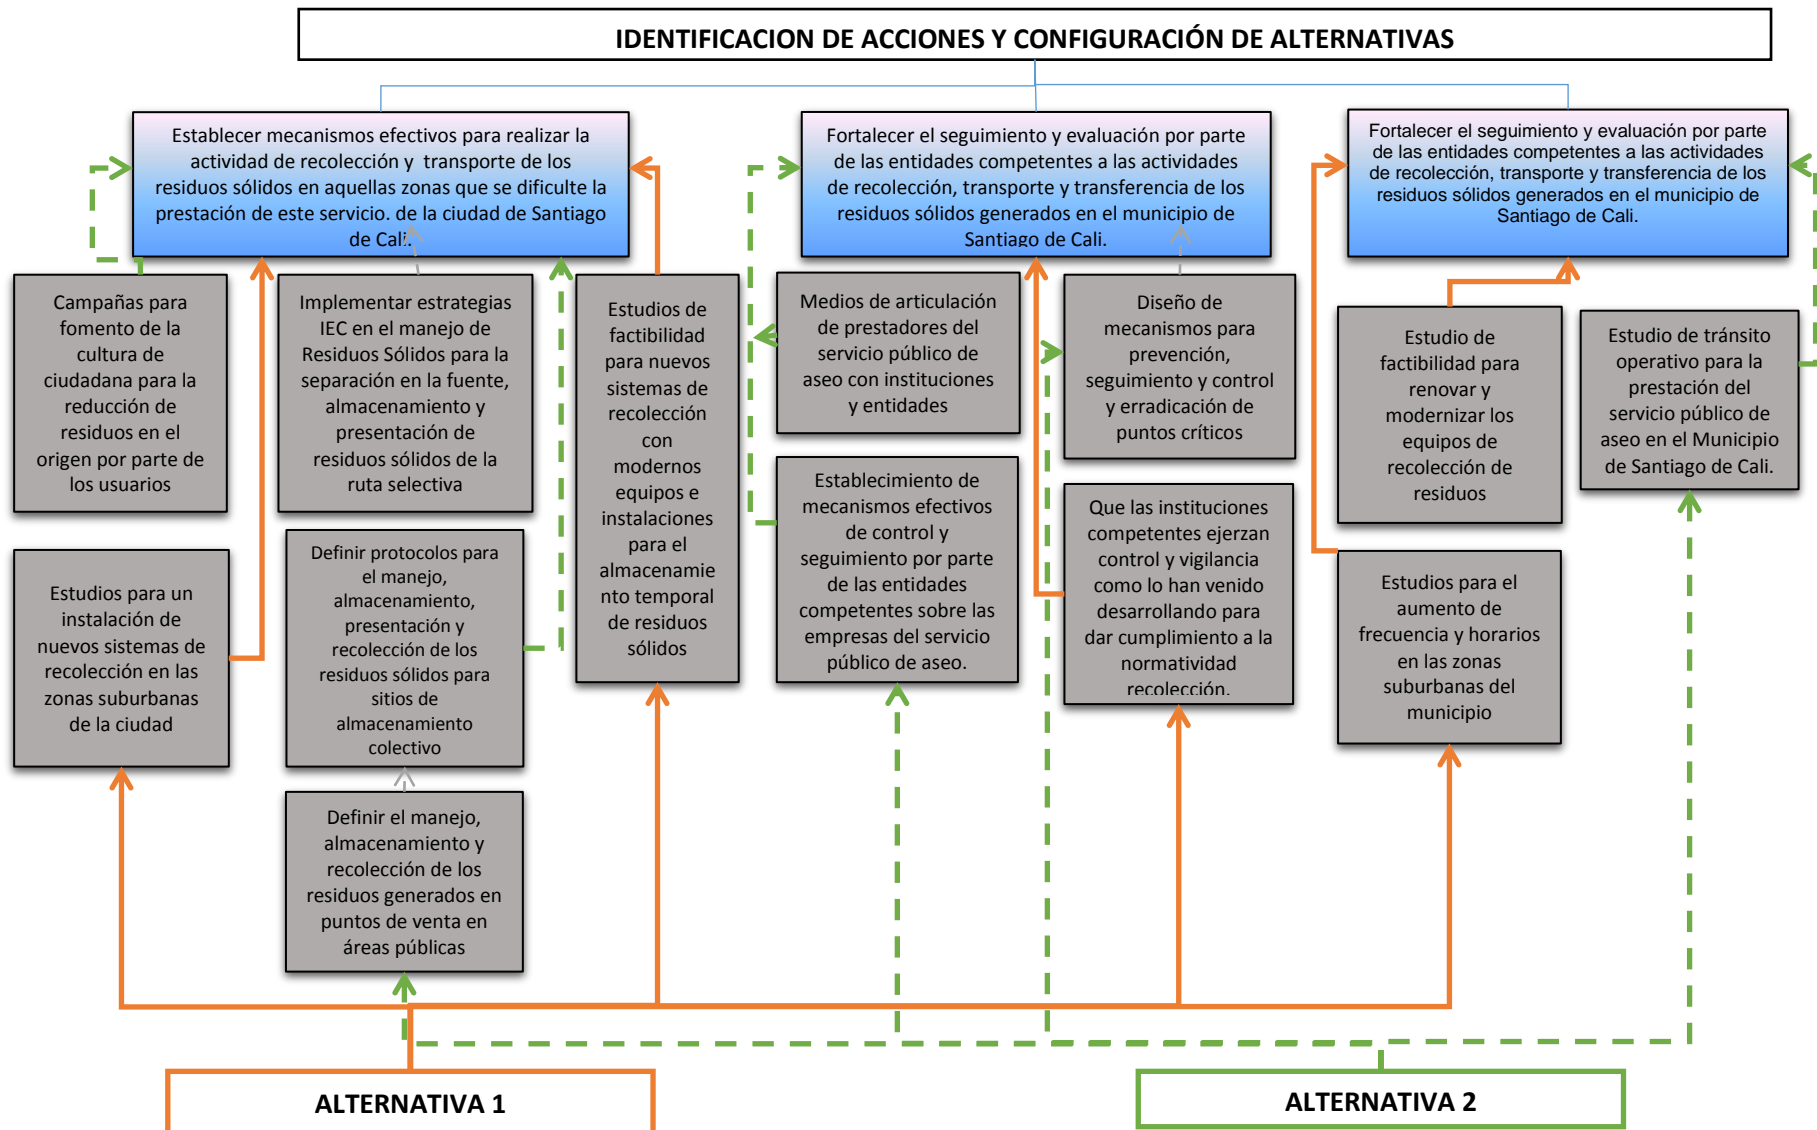 IDENTIFICACION DE ACCIONES Y CONFIGURACIÓN DE ALTERNATIVAS
Establecer mecanismos efectivos para realizar la
actividad de recolección y transporte de los
residuos sólidos en aquellas zonas que se dificulte la
prestación de este servicio. de la ciudad de Santiago
de Cali.
Fortalecer el seguimiento y evaluación por parte
de las entidades competentes a las actividades
de recolección, transporte y transferencia de los
residuos sólidos generados en el municipio de
Santiago de Cali.
Fortalecer el seguimiento y evaluación por parte
de las entidades competentes a las actividades
de recolección, transporte y transferencia de los
residuos sólidos generados en el municipio de
Santiago de Cali.
Campañas para
fomento de la
cultura de
ciudadana para la
reducción de
residuos en el
origen por parte de
los usuarios
Implementar estrategias
IEC en el manejo de
Residuos Sólidos para la
separación en la fuente,
almacenamiento y
presentación de
residuos sólidos de la
ruta selectiva
Estudios de
factibilidad
para nuevos
sistemas de
recolección
con
modernos
equipos e
instalaciones
para el
almacenamie
nto temporal
de residuos
sólidos
Medios de articulación
de prestadores del
servicio público de
aseo con instituciones
y entidades
Diseño de
mecanismos para
prevención,
seguimiento y control
y erradicación de
puntos críticos
Estudio de
factibilidad para
renovar y
modernizar los
equipos de
recolección de
residuos
Estudio de tránsito
operativo para la
prestación del
servicio público de
aseo en el Municipio
de Santiago de Cali.
Estudios para un
instalación de
nuevos sistemas de
recolección en las
zonas suburbanas
de la ciudad
Definir protocolos para
el manejo,
almacenamiento,
presentación y
recolección de los
residuos sólidos para
sitios de
almacenamiento
colectivo
Establecimiento de
mecanismos efectivos
de control y
seguimiento por parte
de las entidades
competentes sobre las
empresas del servicio
público de aseo.
Que las instituciones
competentes ejerzan
control y vigilancia
como lo han venido
desarrollando para
dar cumplimiento a la
normatividad
recolección.
Estudios para el
aumento de
frecuencia y horarios
en las zonas
suburbanas del
municipio
Definir el manejo,
almacenamiento y
recolección de los
residuos generados en
puntos de venta en
áreas públicas
ALTERNATIVA 1
ALTERNATIVA 2